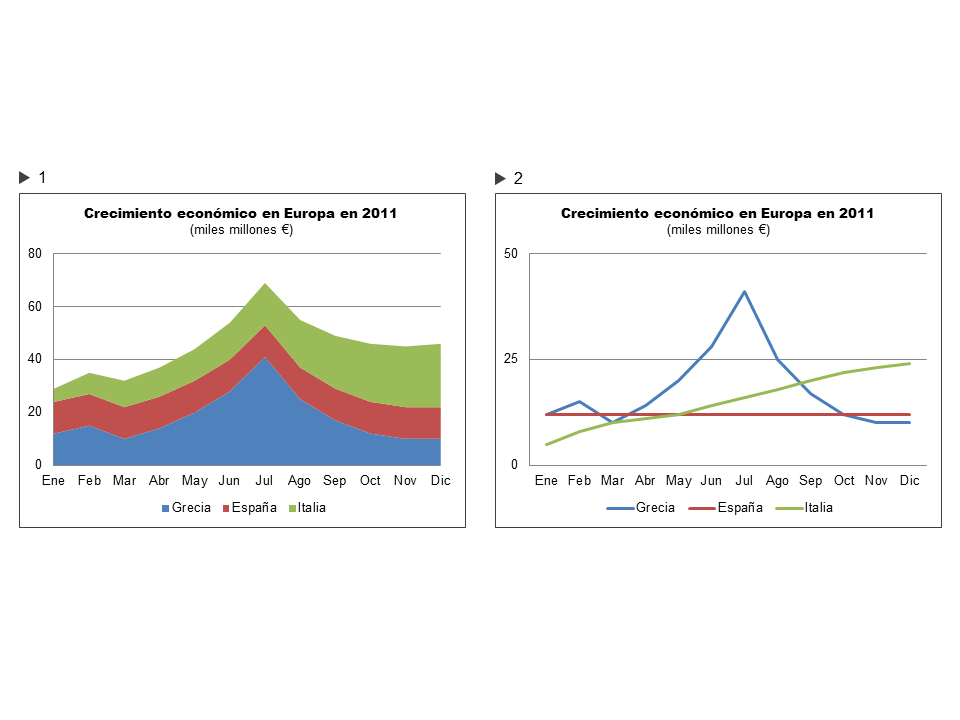 1
Crecimiento económico en Europa en 2011
(miles millones €)
80
60
40
20
0
Ene Feb Mar Abr May Jun Jul Ago Sep Oct Nov Dic
Grecia España Italia
2
Crecimiento económico en Europa en 2011
(miles millones €)
50
25
0
Ene Feb Mar Abr May Jun Jul Ago Sep Oct Nov Dic
Grecia España Italia